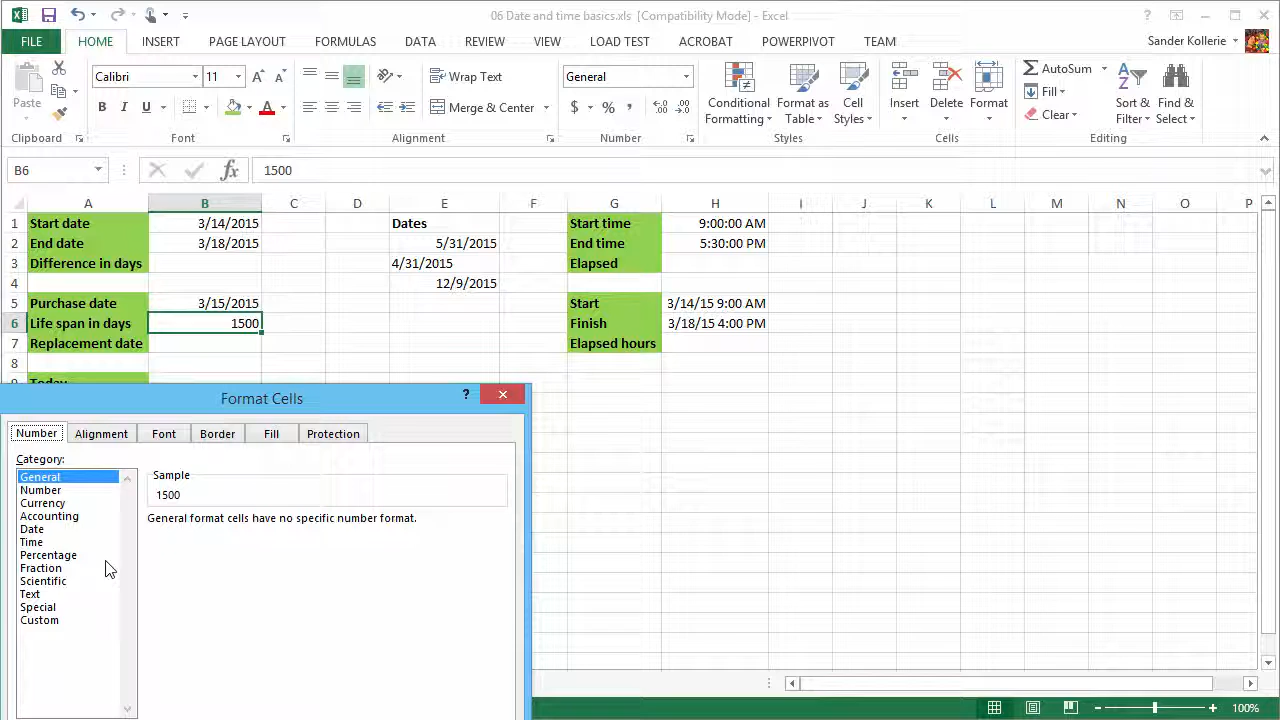 06 Date and time basics.xls [Compatibility Mode] - Excel
FILE HOME INSERT PAGE LAYOUT FORMULAS DATA REVIEW VIEW LOAD TEST ACROBAT POWERPIVOT TEAM Sander Kollerie
Calibri 11 Wrap Text General AutoSum
Paste Conditional Formatting Format as Table Cell Styles Insert Delete Format Fill Sort & Filter Find & Select
B I U Merge & Center $ % , Clear
Clipboard Font Alignment Number Styles Cells Editing
B6 fx 1500
A B C D E F G H I J K L M N O P
1 Start date 3/14/2015 Dates Start time 9:00:00 AM
2 End date 3/18/2015 5/31/2015 End time 5:30:00 PM
3 Difference in days 4/31/2015 Elapsed
4 12/9/2015
5 Purchase date 3/15/2015 Start 3/14/15 9:00 AM
6 Life span in days 1500 Finish 3/18/15 4:00 PM
7 Replacement date Elapsed hours
8
Format Cells
Number Alignment Font Border Fill Protection
Category:
General
Number
Currency
Accounting
Date
Time
Percentage
Fraction
Scientific
Text
Special
Custom
Sample
1500
General format cells have no specific number format.
100%